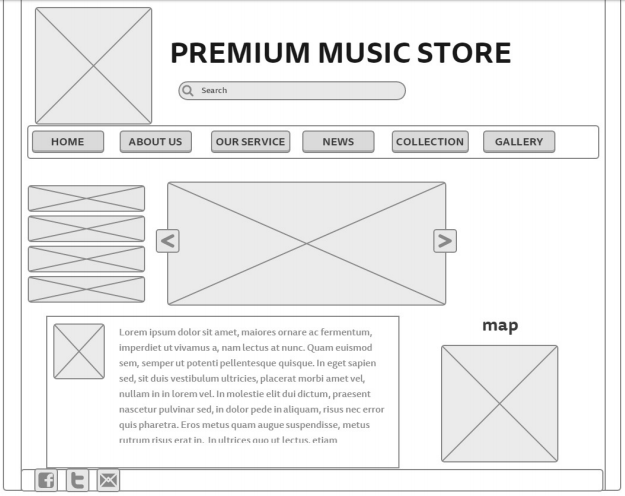 PREMIUM MUSIC STORE
Search
HOME ABOUT US OUR SERVICE NEWS COLLECTION GALLERY
<
>
map
Lorem ipsum dolor sit amet, maiores ornare ac fermentum,
imperdiet ut vivamus a, nam lectus at nunc. Quam euismod
sem, semper ut potenti pellentesque quisque. In eget sapien
sed, sit duis vestibulum ultricies, placerat morbi amet vel,
nullam in in lorem vel. In molestie elit dui dictum, praesent
nascetur pulvinar sed, in dolor pede in aliquam, risus nec error
quis pharetra. Eros metus quam augue suspendisse, metus
rutrum risus erat in. In ultrices quo ut lectus, etiam
f t